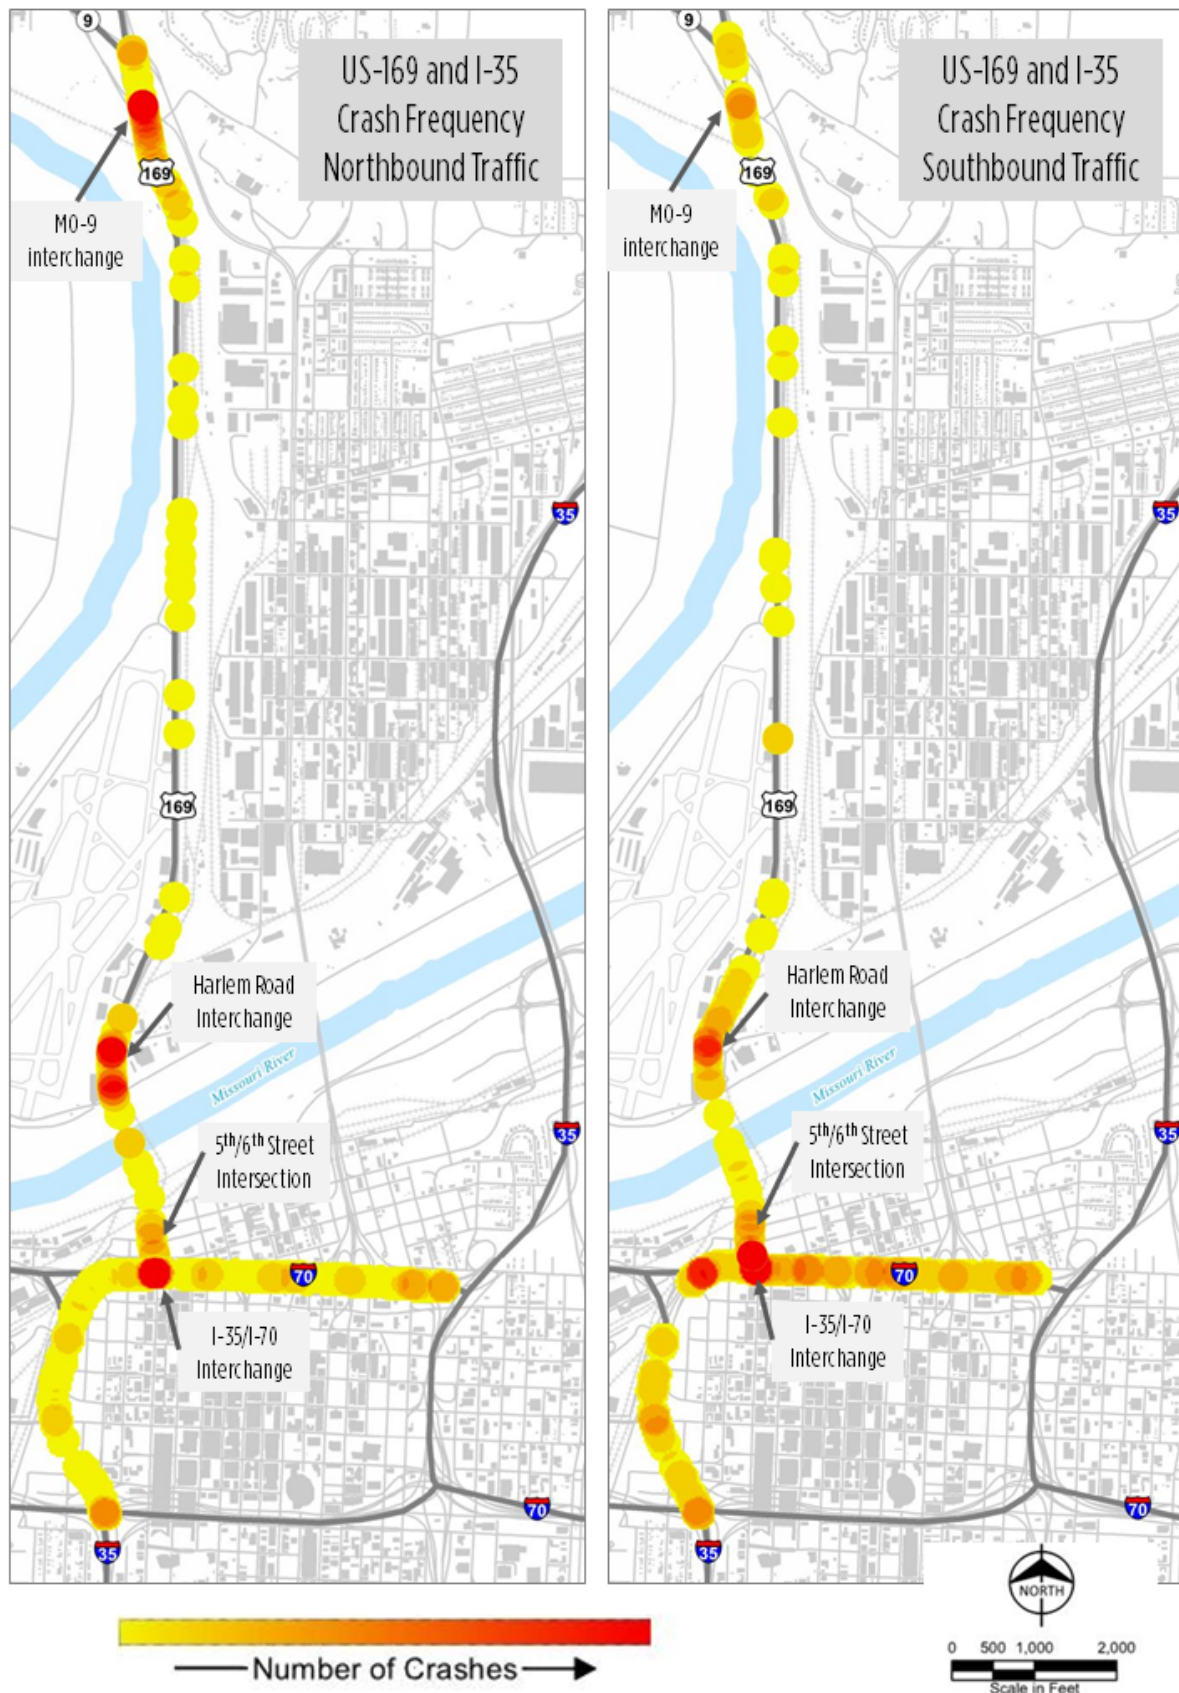 9
US-169 and I-35
Crash Frequency
Northbound Traffic
169
MO-9
interchange
35
169
Harlem Road
Interchange
Missouri River
5th/6th Street
Intersection
35
70
I-35/I-70
Interchange
70
35
9
US-169 and I-35
Crash Frequency
Southbound Traffic
169
MO-9
interchange
35
169
Harlem Road
Interchange
Missouri River
5th/6th Street
Intersection
35
70
I-35/I-70
Interchange
70
35
Number of Crashes
NORTH
0 500 1,000 2,000
Scale in Feet